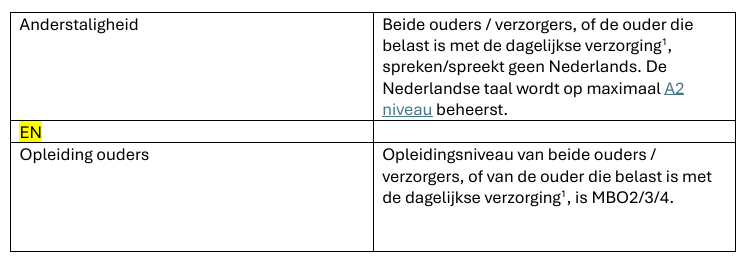 Anderstaligheid
Beide ouders / verzorgers, of de ouder die
belast is met de dagelijkse verzorging¹,
spreken/spreekt geen Nederlands. De
Nederlandse taal wordt op maximaal A2
niveau beheerst.
EN
Opleiding ouders
Opleidingsniveau van beide ouders /
verzorgers, of van de ouder die belast is met
de dagelijkse verzorging¹, is MBO2/3/4.